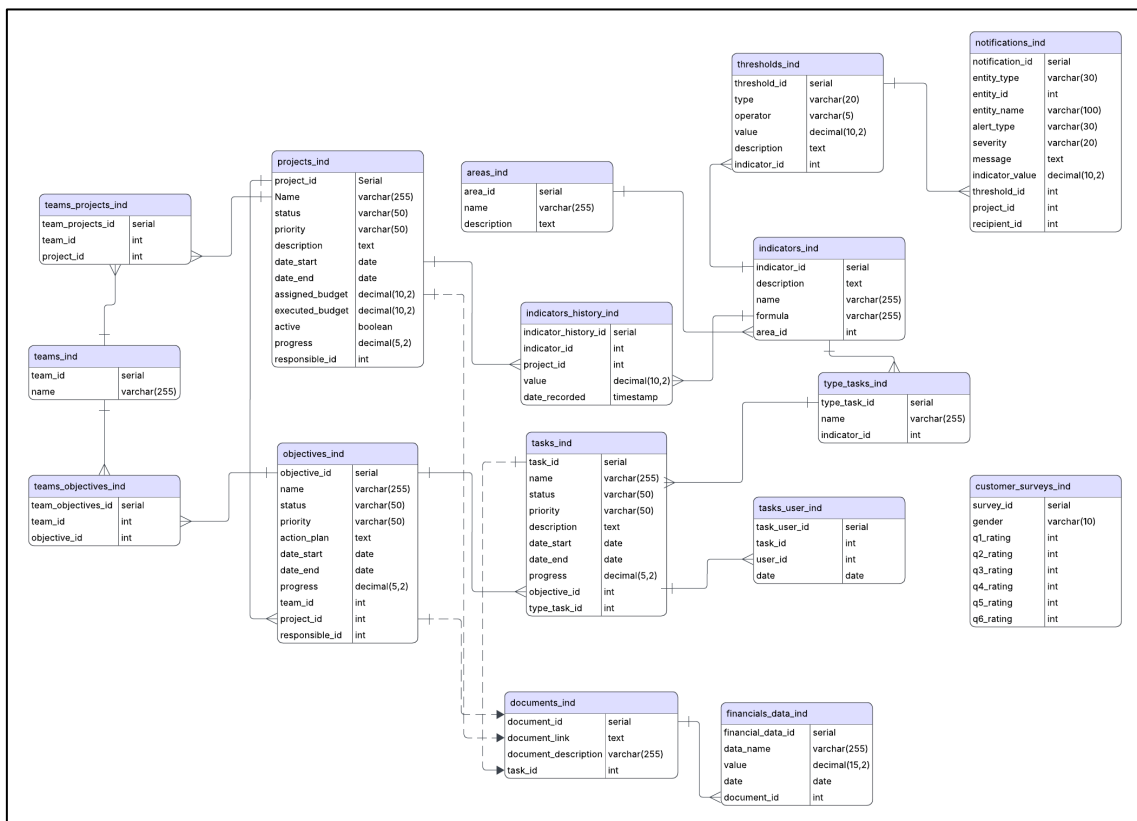 notifications_ind
notification_id serial
entity_type varchar(30)
entity_id int
entity_name varchar(100)
alert_type varchar(30)
severity varchar(20)
message text
indicator_value decimal(10,2)
threshold_id int
project_id int
recipient_id int
thresholds_ind
threshold_id serial
type varchar(20)
operator varchar(5)
value decimal(10,2)
description text
indicator_id int
projects_ind
project_id Serial
Name varchar(255)
status varchar(50)
priority varchar(50)
description text
date_start date
date_end date
assigned_budget decimal(10,2)
executed_budget decimal(10,2)
active boolean
progress decimal(5,2)
responsible_id int
areas_ind
area_id serial
name varchar(255)
description text
teams_projects_ind
team_projects_id serial
team_id int
project_id int
indicators_ind
indicator_id serial
description text
name varchar(255)
formula varchar(255)
area_id int
indicators_history_ind
indicator_history_id serial
indicator_id int
project_id int
value decimal(10,2)
date_recorded timestamp
teams_ind
team_id serial
name varchar(255)
type_tasks_ind
type_task_id serial
name varchar(255)
indicator_id int
objectives_ind
objective_id serial
name varchar(255)
status varchar(50)
priority varchar(50)
action_plan text
date_start date
date_end date
progress decimal(5,2)
team_id int
project_id int
responsible_id int
tasks_ind
task_id serial
name varchar(255)
status varchar(50)
priority varchar(50)
description text
date_start date
date_end date
progress decimal(5,2)
objective_id int
type_task_id int
teams_objectives_ind
team_objectives_id serial
team_id int
objective_id int
customer_surveys_ind
survey_id serial
gender varchar(10)
q1_rating int
q2_rating int
q3_rating int
q4_rating int
q5_rating int
q6_rating int
tasks_user_ind
task_user_id serial
task_id int
user_id int
date date
documents_ind
document_id serial
document_link text
document_description varchar(255)
task_id int
financials_data_ind
financial_data_id serial
data_name varchar(255)
value decimal(15,2)
date date
document_id int